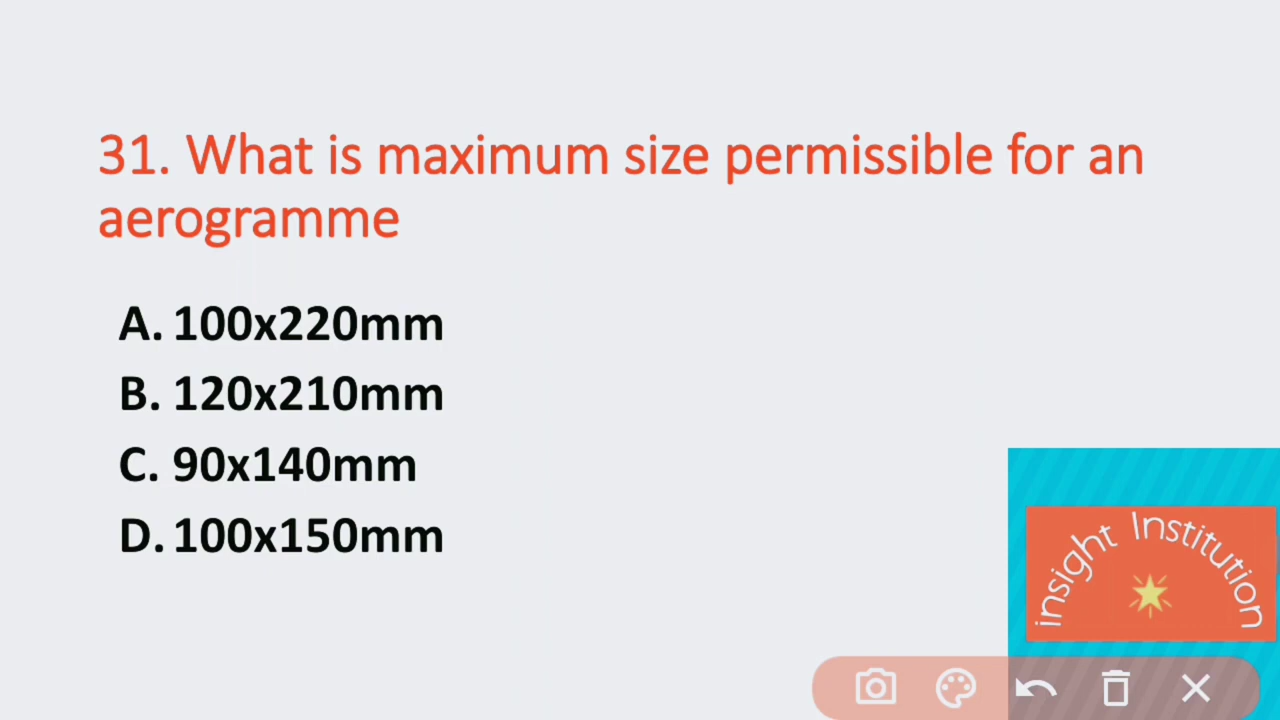 31. What is maximum size permissible for an
aerogramme
A. 100x220mm
B. 120x210mm
C. 90x140mm
D. 100x150mm
insight Institution